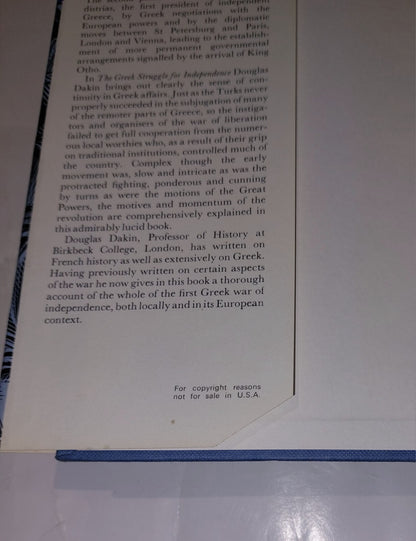 distrias, the first president of independent
Greece, by Greek negotiations with the
European powers and by the diplomatic
moves between St Petersburg and Paris,
London and Vienna, leading to the establish-
ment of more permanent governmental
arrangements signalled by the arrival of King
Otho.
In The Greek Struggle for Independence Douglas
Dakin brings out clearly the sense of con-
tinuity in Greek affairs. Just as the Turks never
properly succeeded in the subjugation of many
of the remoter parts of Greece, so the instiga-
tors and organisers of the war of liberation
failed to get full cooperation from the numer-
ous local worthies who, as a result of their grip
on traditional institutions, controlled much of
the country. Complex though the early
movement was, slow and intricate as was the
protracted fighting, ponderous and cunning
by turns as were the motions of the Great
Powers, the motives and momentum of the
revolution are comprehensively explained in
this admirably lucid book.
Douglas Dakin, Professor of History at
Birkbeck College, London, has written on
French history as well as extensively on Greek.
Having previously written on certain aspects
of the war he now gives in this book a thorough
account of the whole of the first Greek war of
independence, both locally and in its European
context.
For copyright reasons
not for sale in U.S.A.